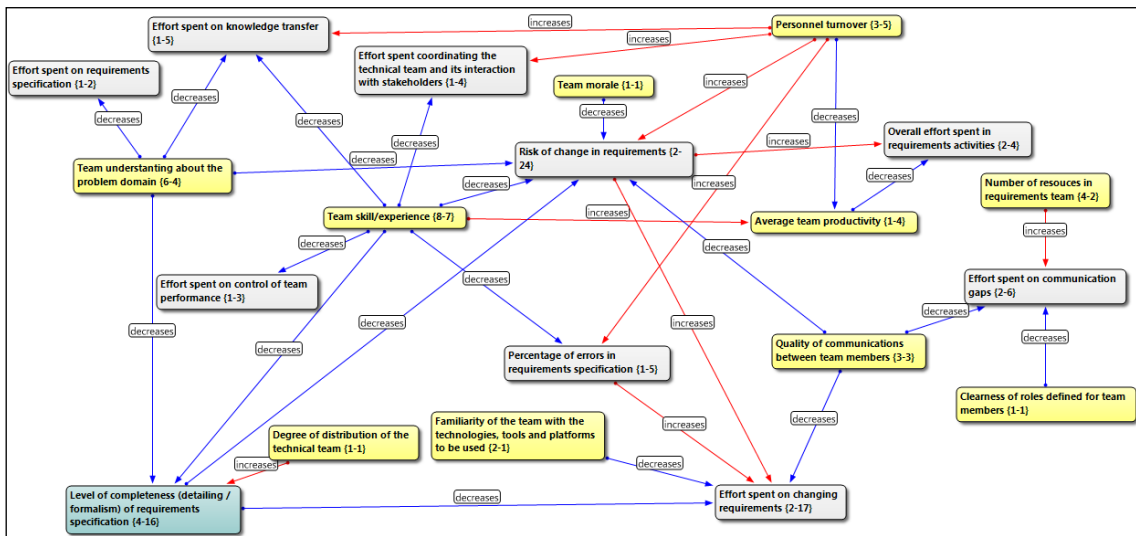 Effort spent on knowledge transfer
{1-5}
increases
Personnel turnover {3-5}
increases
Effort spent coordinating the
technical team and its interaction
with stakeholders {1-4}
Effort spent on requirements
specification {1-2}
Team morale {1-1}
increases
decreases
decreases
decreases
decreases
decreases
decreases
Overall effort spent in
requirements activities {2-4}
increases
Risk of change in requirements {2-
24}
decreases
Team understanting about the
problem domain {6-4}
decreases
decreases
Number of resouces in
requirements team {4-2}
increases
Team skill/experience {8-7}
increases
Average team productivity {1-4}
increases
decreases
decreases
Effort spent on control of team
performance {1-3}
Effort spent on communication
gaps {2-6}
decreases
decreases
decreases
decreases
decreases
increases
decreases
Percentage of errors in
requirements specification {1-5}
Quality of communications
between team members {3-3}
Clearness of roles defined for team
members {1-1}
Degree of distribution of the
technical team {1-1}
Familiarity of the team with the
technologies, tools and platforms
to be used {2-1}
decreases
increases
increases
decreases
Level of completeness (detailing /
formalism) of requirements
specification {4-16}
decreases
Effort spent on changing
requirements {2-17}